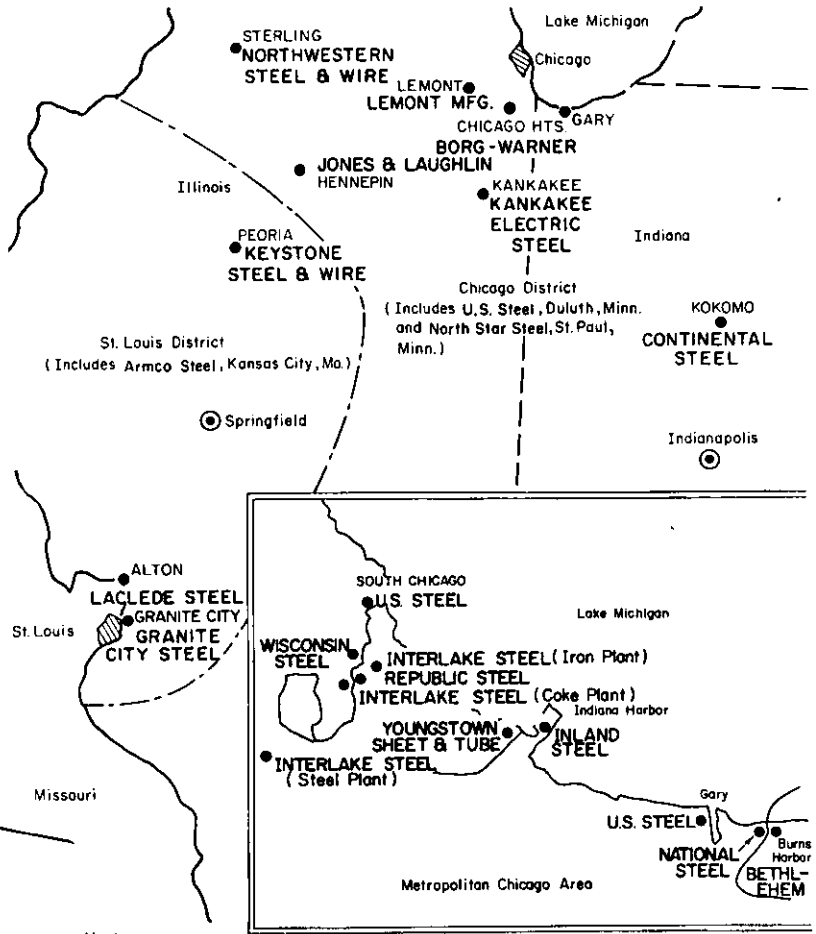 Lake Michigan
STERLING
NORTHWESTERN
STEEL & WIRE
Chicago
LEMONT
LEMONT MFG.
GARY
CHICAGO HTS.
BORG-WARNER
JONES & LAUGHLIN
HENNEPIN
Illinois
KANKAKEE
KANKAKEE
ELECTRIC
STEEL
Indiana
PEORIA
KEYSTONE
STEEL & WIRE
Chicago District
(Includes U.S. Steel, Duluth, Minn.
and North Star Steel, St. Paul,
Minn.)
KOKOMO
CONTINENTAL
STEEL
St. Louis District
(Includes Armco Steel, Kansas City, Mo.)
Springfield
Indianapolis
ALTON
LACLEDE STEEL
GRANITE CITY
GRANITE
CITY STEEL
St. Louis
Missouri
SOUTH CHICAGO
U.S. STEEL
Lake Michigan
WISCONSIN
STEEL
INTERLAKE STEEL (Iron Plant)
REPUBLIC STEEL
INTERLAKE STEEL (Coke Plant)
Indiana Harbor
YOUNGSTOWN
SHEET & TUBE
INLAND
STEEL
INTERLAKE STEEL
(Steel Plant)
Gary
U.S. STEEL
NATIONAL
STEEL
Burns
Harbor
BETHL-
EHEM
Metropolitan Chicago Area